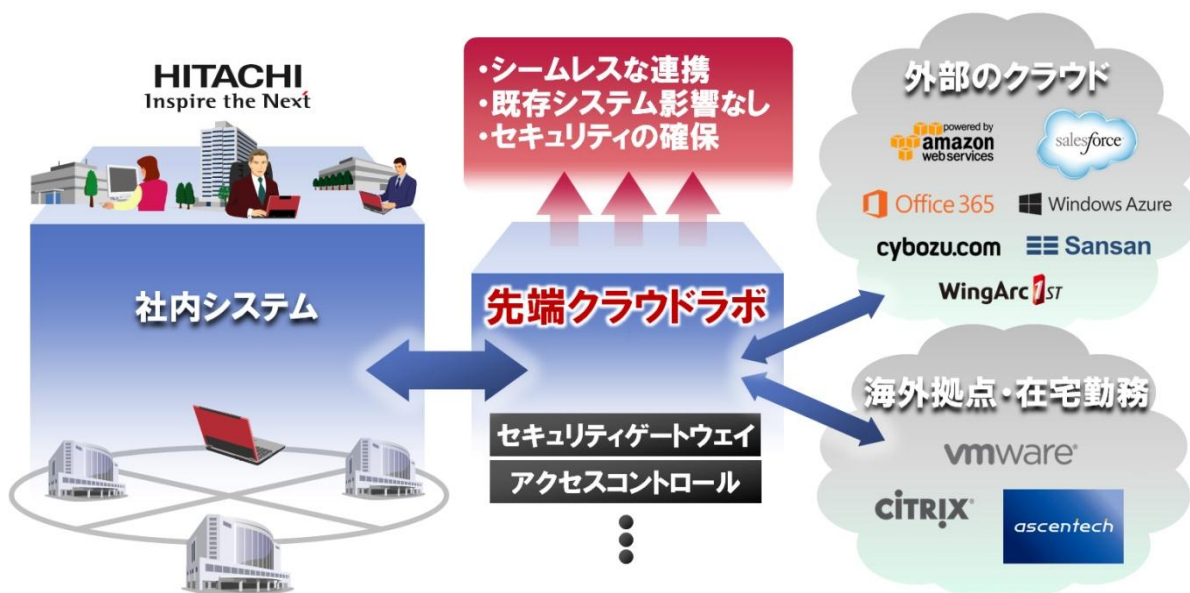 HITACHI
Inspire the Next
社内システム
・シームレスな連携
・既存システム影響なし
・セキュリティの確保
先端クラウドラボ
セキュリティゲートウェイ
アクセスコントロール
外部のクラウド
powered by
amazon
web services
salesforce
Office 365
Windows Azure
cybozu.com
Sansan
WingArc 1ST
海外拠点・在宅勤務
vmware®
CITRIX®
ascentech